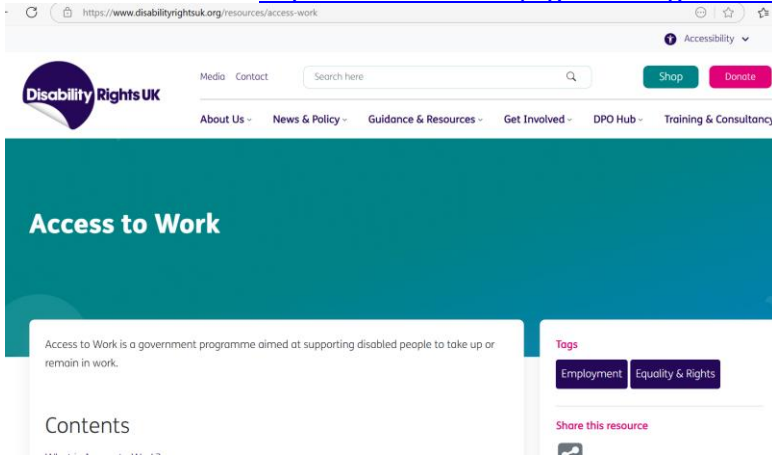 https://www.disabilityrightsuk.org/resources/access-work
Accessibility
Disability Rights UK
Media Contact Search here Shop Donate
About Us News & Policy Guidance & Resources Get Involved DPO Hub Training & Consultancy
Access to Work
Access to Work is a government programme aimed at supporting disabled people to take up or
remain in work.
Tags
Employment Equality & Rights
Contents
Share this resource